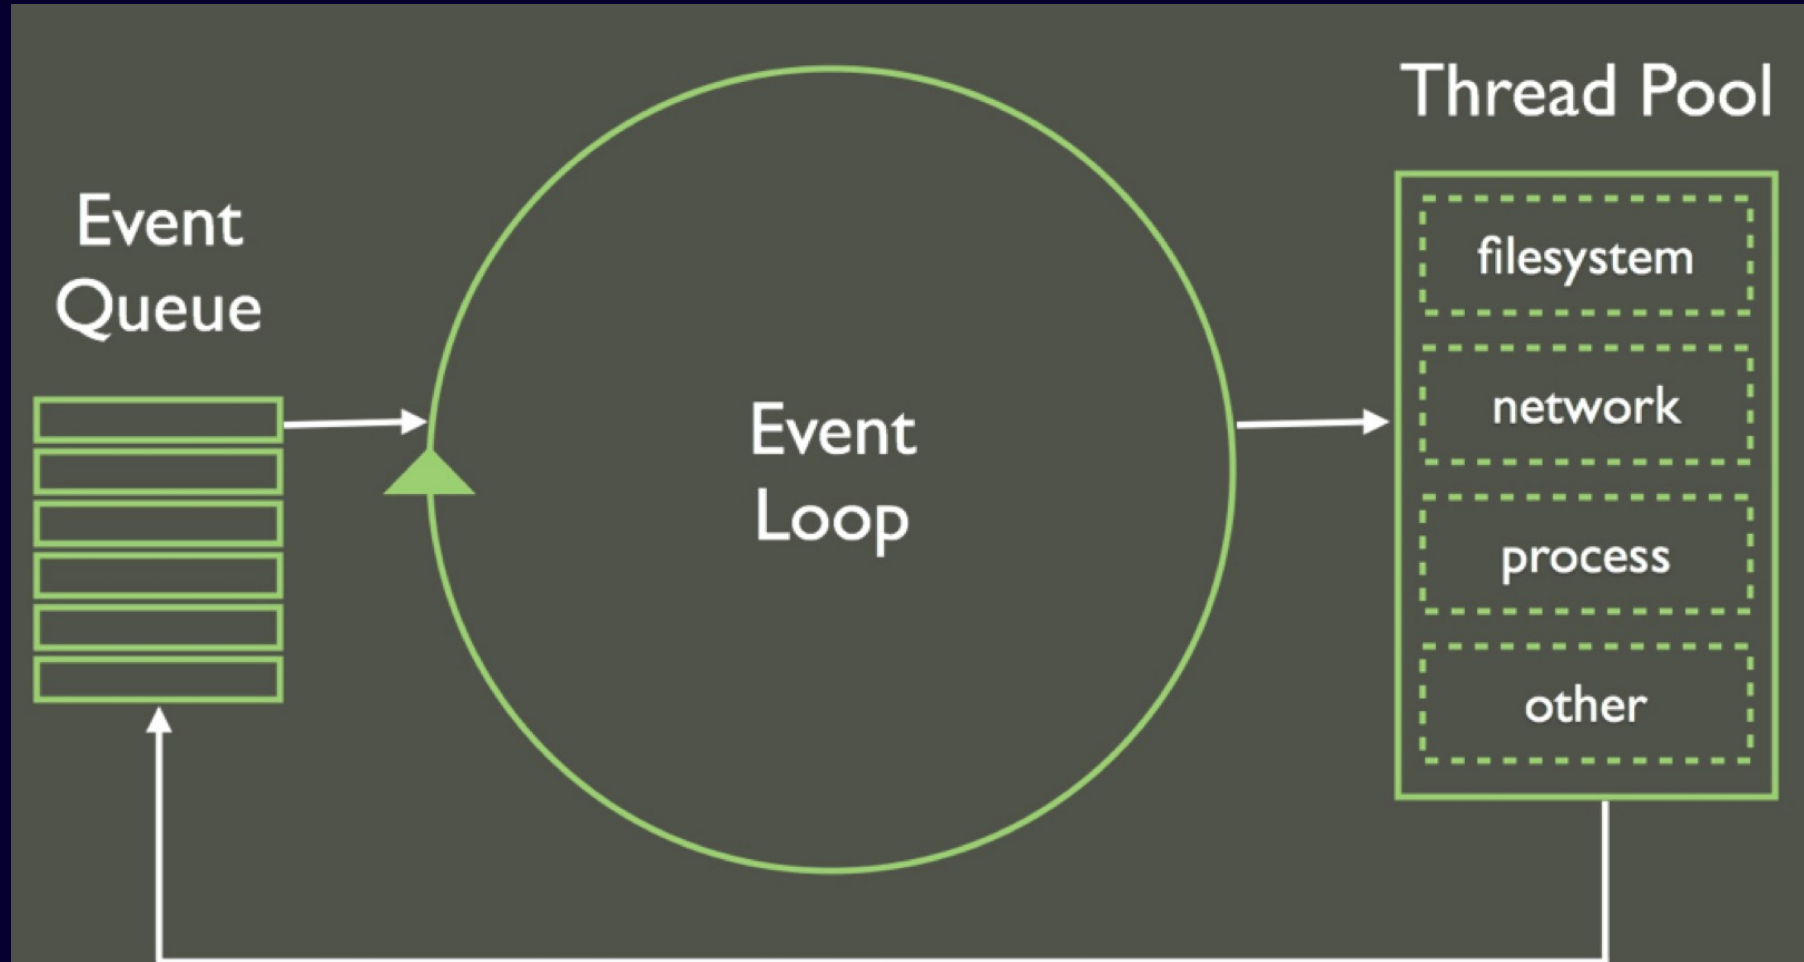 Event
Queue
Event
Loop
Thread Pool
filesystem
network
process
other